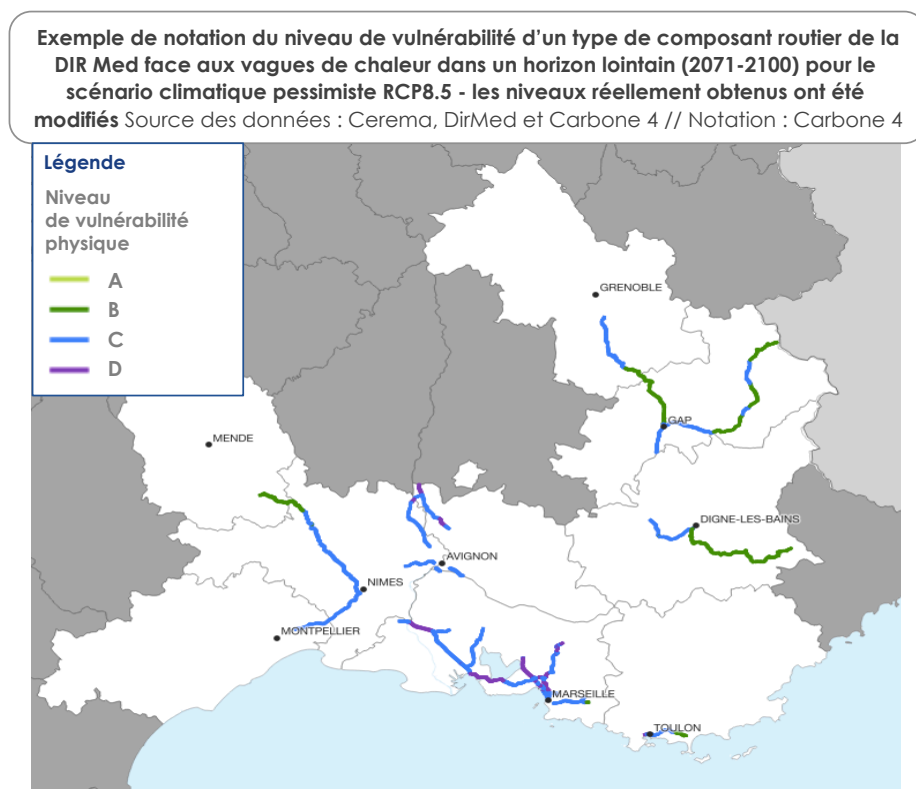 Exemple de notation du niveau de vulnérabilité d'un type de composant routier de la
DIR Med face aux vagues de chaleur dans un horizon lointain (2071-2100) pour le
scénario climatique pessimiste RCP8.5 - les niveaux réellement obtenus ont été
modifiés Source des données : Cerema, DirMed et Carbone 4 // Notation : Carbone 4
Légende
Niveau
de vulnérabilité
physique
A
B
C
D
GRENOBLE
GAP
MENDE
DIGNE-LES-BAINS
AVIGNON
NIMES
MONTPELLIER
MARSEILLE
TOULON